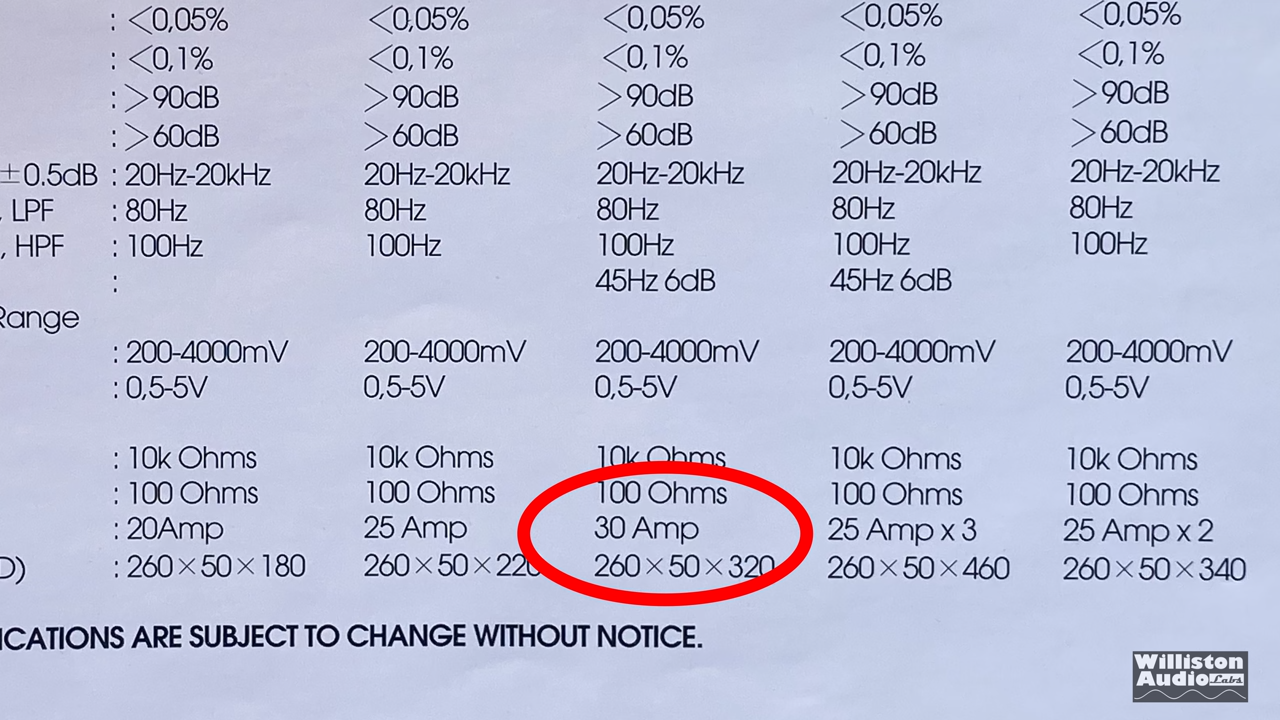 : <0,05% <0,05% <0,05% <0,05% <0,05%
: <0,1% <0,1% <0,1% <0,1% <0,1%
: >90dB >90dB >90dB >90dB >90dB
: >60dB >60dB >60dB >60dB >60dB
±0.5dB : 20Hz-20kHz 20Hz-20kHz 20Hz-20kHz 20Hz-20kHz 20Hz-20kHz
, LPF : 80Hz 80Hz 80Hz 80Hz 80Hz
, HPF : 100Hz 100Hz 100Hz 100Hz 100Hz
: 45Hz 6dB 45Hz 6dB
Range
: 200-4000mV 200-4000mV 200-4000mV 200-4000mV 200-4000mV
: 0,5-5V 0,5-5V 0,5-5V 0,5-5V 0,5-5V
: 10k Ohms 10k Ohms 10k Ohms 10k Ohms 10k Ohms
: 100 Ohms 100 Ohms 100 Ohms 100 Ohms 100 Ohms
: 20Amp 25 Amp 30 Amp 25 Amp x 3 25 Amp x 2
D) : 260×50×180 260×50×220 260×50×320 260×50×460 260×50×340
ICATIONS ARE SUBJECT TO CHANGE WITHOUT NOTICE.
Williston
Audio Labs